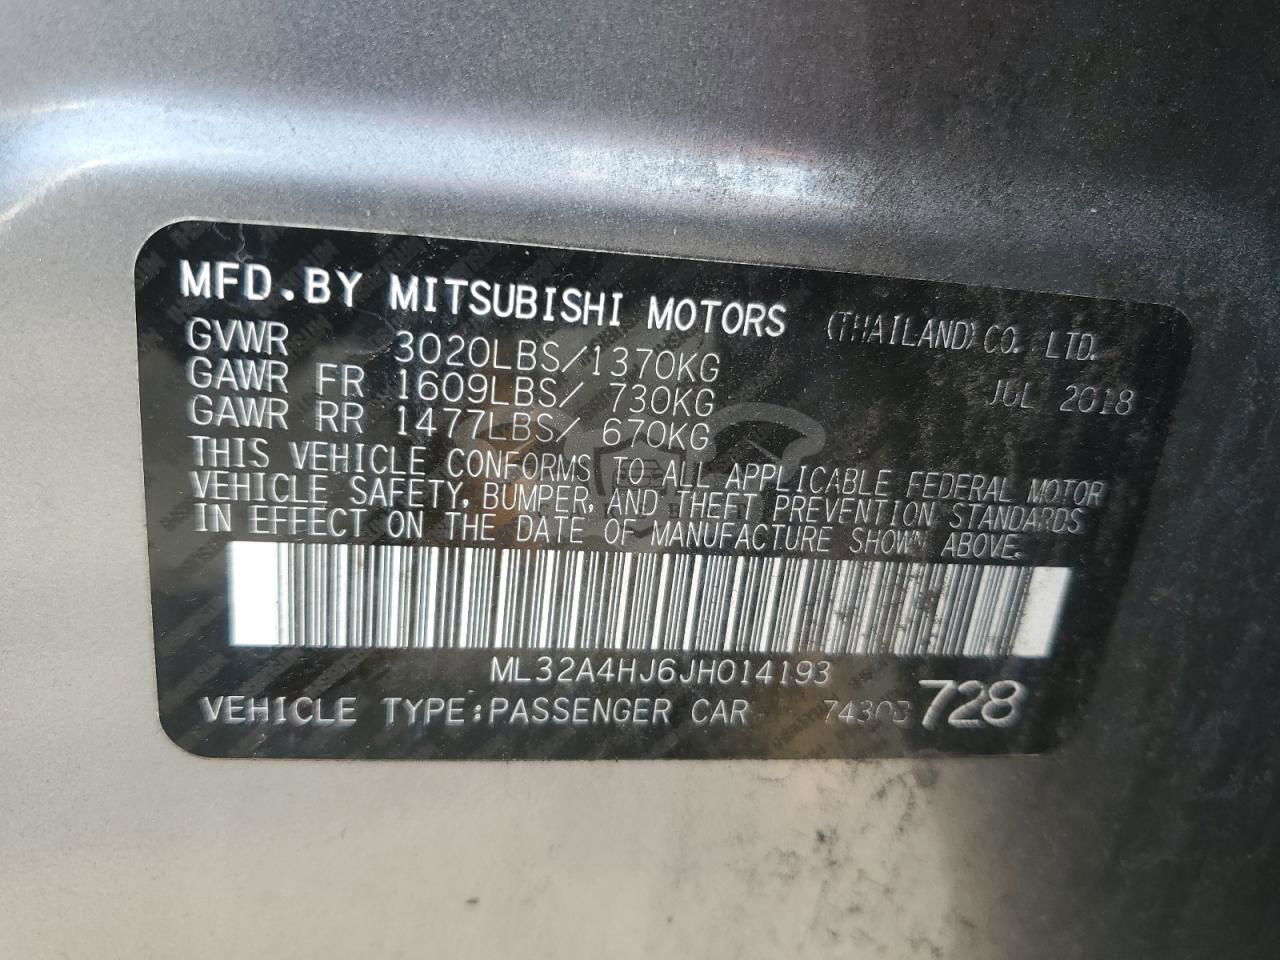 MFD.BY MITSUBISHI MOTORS (THAILAND) CO. LTD.
GVWR 3020LBS/1370KG JUL 2018
GAWR FR 1609LBS/ 730KG
GAWR RR 1477LBS/ 670KG
THIS VEHICLE CONFORMS TO ALL APPLICABLE FEDERAL MOTOR
VEHICLE SAFETY, BUMPER, AND THEFT PREVENTION STANDARDS
IN EFFECT ON THE DATE OF MANUFACTURE SHOWN ABOVE.
ML32A4HJ6JH014193
VEHICLE TYPE:PASSENGER CAR 728